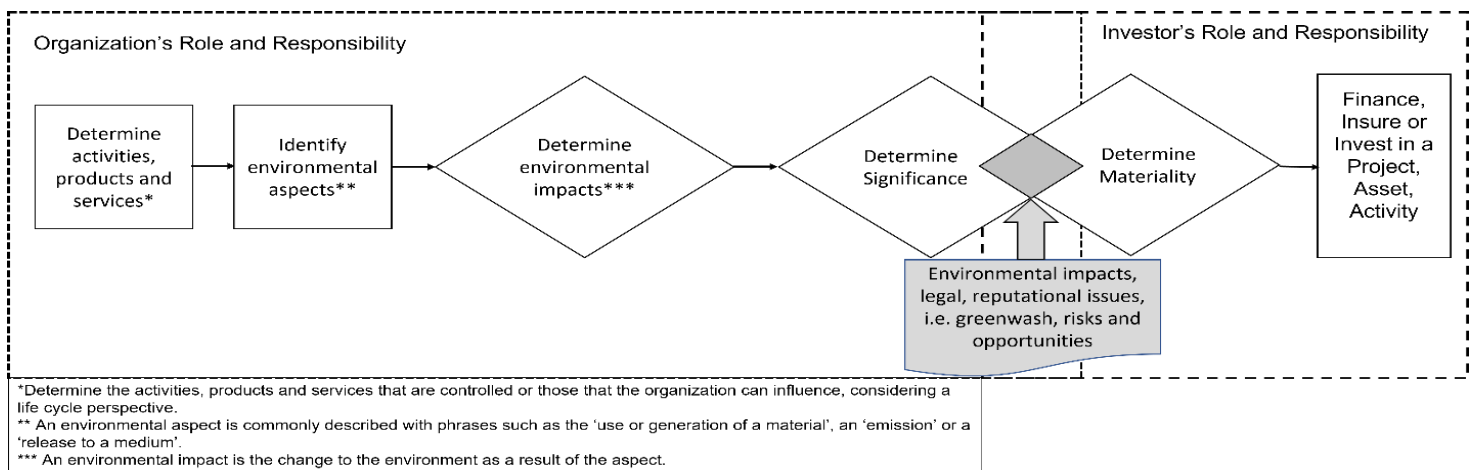 Organization's Role and Responsibility
Investor's Role and Responsibility
Determine
activities,
products and
services*
Identify
environmental
aspects**
Determine
environmental
impacts***
Determine
Significance
Determine
Materiality
Finance,
Insure or
Invest in a
Project,
Asset,
Activity
Environmental impacts,
legal, reputational issues,
i.e. greenwash, risks and
opportunities
*Determine the activities, products and services that are controlled or those that the organization can influence, considering a
life cycle perspective.
** An environmental aspect is commonly described with phrases such as the 'use or generation of a material', an 'emission' or a
'release to a medium'.
*** An environmental impact is the change to the environment as a result of the aspect.